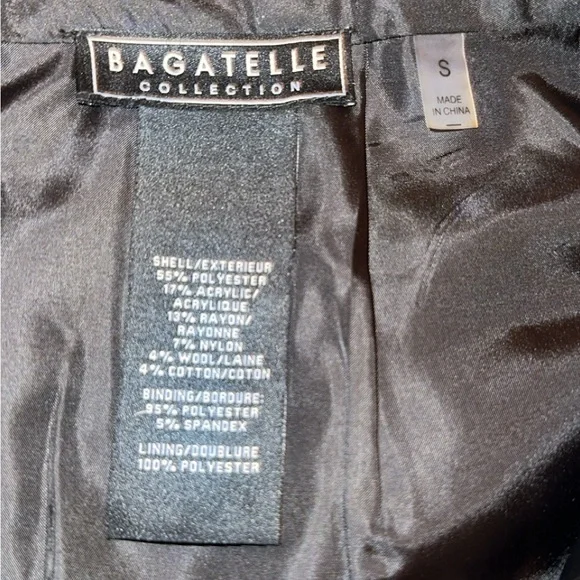 BAGATELLE
COLLECTION
S
MADE
IN CHINA
SHELL/EXTERIEUR
55% POLYESTER
17% ACRYLIC/
ACRYLIQUE
13% RAYON/
RAYONNE
7% NYLON
4% WOOL/LAINE
4% COTTON/COTON
BINDING/BORDURE:
95% POLYESTER
5% SPANDEX
LINING/DOUBLURE
100% POLYESTER